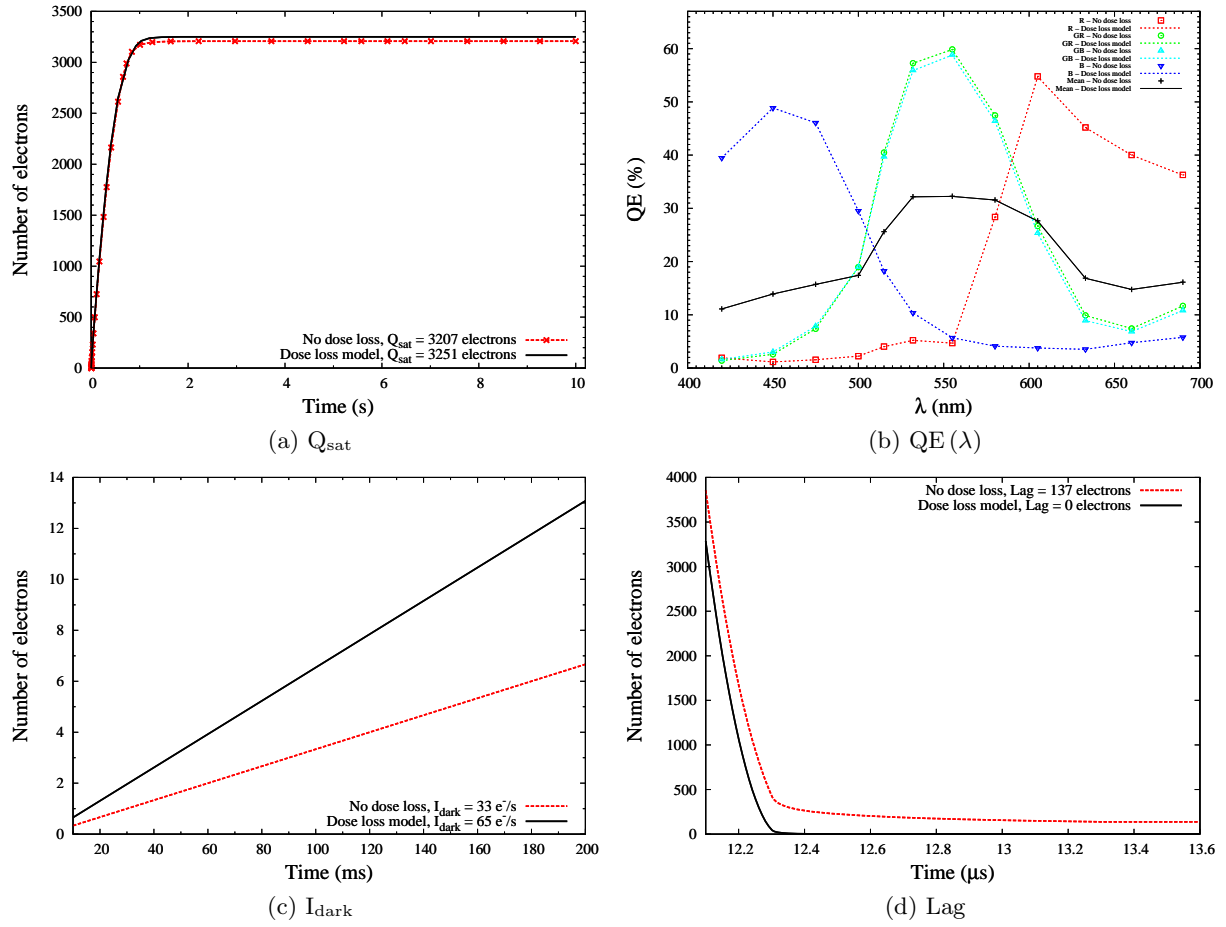 3500
3000
2500
2000
1500
1000
500
0
Number of electrons
No dose loss, Qsat = 3207 electrons
Dose loss model, Qsat = 3251 electrons
0 2 4 6 8 10
Time (s)
(a) Qsat
60
50
40
30
20
10
0
QE (%)
R – No dose loss
R – Dose loss model
GR – No dose loss
GR – Dose loss model
GB – No dose loss
GB – Dose loss model
B – No dose loss
B – Dose loss model
Mean – No dose loss
Mean – Dose loss model
400 450 500 550 600 650 700
λ (nm)
(b) QE (λ)
14
12
10
8
6
4
2
0
Number of electrons
No dose loss, Idark = 33 e-/s
Dose loss model, Idark = 65 e-/s
20 40 60 80 100 120 140 160 180 200
Time (ms)
(c) Idark
4000
3500
3000
2500
2000
1500
1000
500
0
Number of electrons
No dose loss, Lag = 137 electrons
Dose loss model, Lag = 0 electrons
12.2 12.4 12.6 12.8 13 13.2 13.4 13.6
Time (μs)
(d) Lag